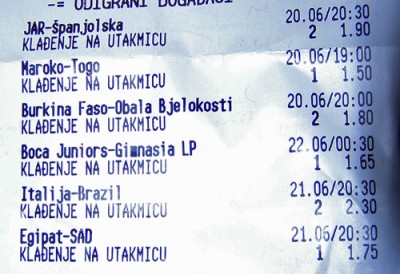 -= ODIGRANI DOGAĐAJI
JAR-Španjolska 20.06/20:30
KLAĐENJE NA UTAKMICU 2 1.90
Maroko-Togo 20.06/19:00
KLAĐENJE NA UTAKMICU 1 1.50
Burkina Faso-Obala Bjelokosti 20.06/20:00
KLAĐENJE NA UTAKMICU 2 1.80
Boca Juniors-Gimnasia LP 22.06/00:30
KLAĐENJE NA UTAKMICU 1 1.65
Italija-Brazil 21.06/20:30
KLAĐENJE NA UTAKMICU 2 2.30
Egipat-SAD 21.06/20:30
KLAĐENJE NA UTAKMICU 1 1.75